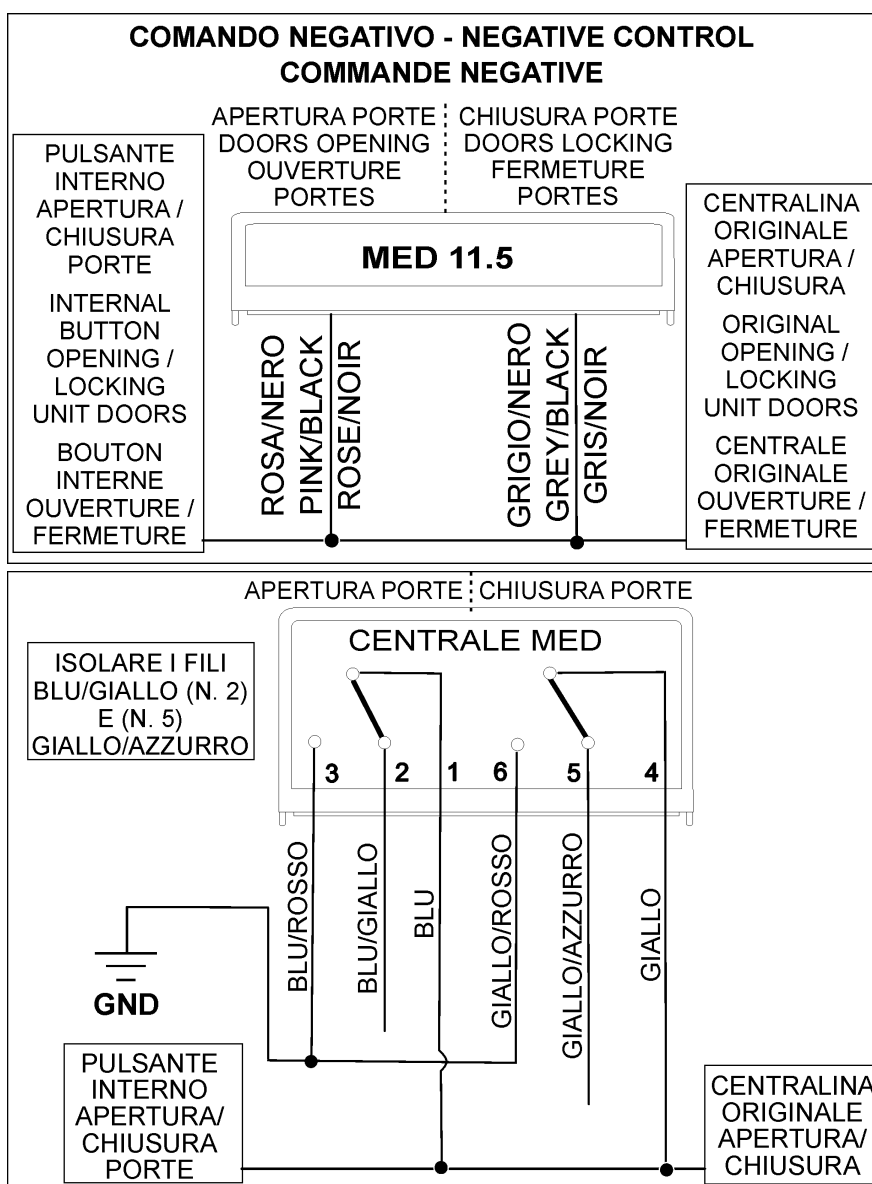 COMANDO NEGATIVO - NEGATIVE CONTROL
COMMANDE NEGATIVE
APERTURA PORTE
DOORS OPENING
OUVERTURE
PORTES
CHIUSURA PORTE
DOORS LOCKING
FERMETURE
PORTES
PULSANTE
INTERNO
APERTURA /
CHIUSURA
PORTE
INTERNAL
BUTTON
OPENING /
LOCKING
UNIT DOORS
BOUTON
INTERNE
OUVERTURE /
FERMETURE
MED 11.5
ROSA/NERO
PINK/BLACK
ROSE/NOIR
GRIGIO/NERO
GREY/BLACK
GRIS/NOIR
CENTRALINA
ORIGINALE
APERTURA /
CHIUSURA
ORIGINAL
OPENING /
LOCKING
UNIT DOORS
CENTRALE
ORIGINALE
OUVERTURE /
FERMETURE
APERTURA PORTE
CHIUSURA PORTE
CENTRALE MED
ISOLARE I FILI
BLU/GIALLO (N. 2)
E (N. 5)
GIALLO/AZZURRO
3 2 1 6 5 4
BLU/ROSSO
BLU/GIALLO
BLU
GIALLO/ROSSO
GIALLO/AZZURRO
GIALLO
GND
PULSANTE
INTERNO
APERTURA/
CHIUSURA
PORTE
CENTRALINA
ORIGINALE
APERTURA/
CHIUSURA